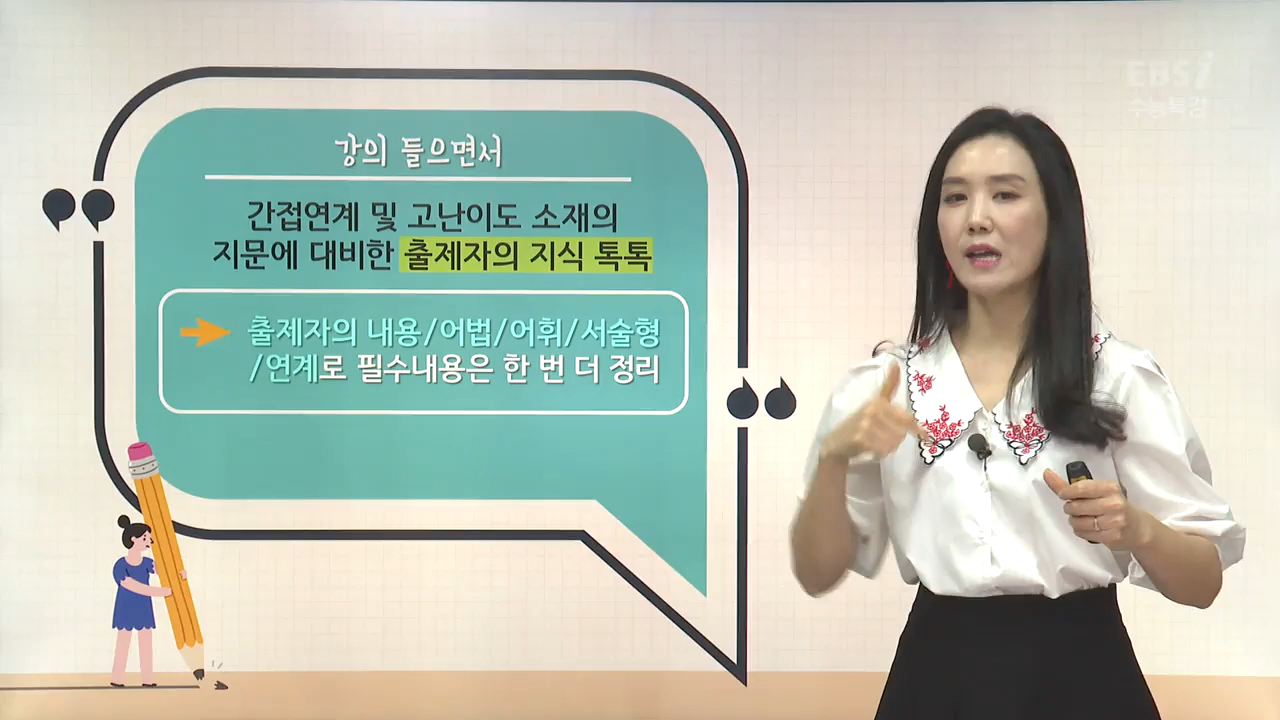 EBSi
수능특강
강의 들으면서
간접연계 및 고난이도 소재의
지문에 대비한 출제자의 지식 톡톡
출제자의 내용/어법/어휘/서술형
/연계로 필수내용은 한 번 더 정리